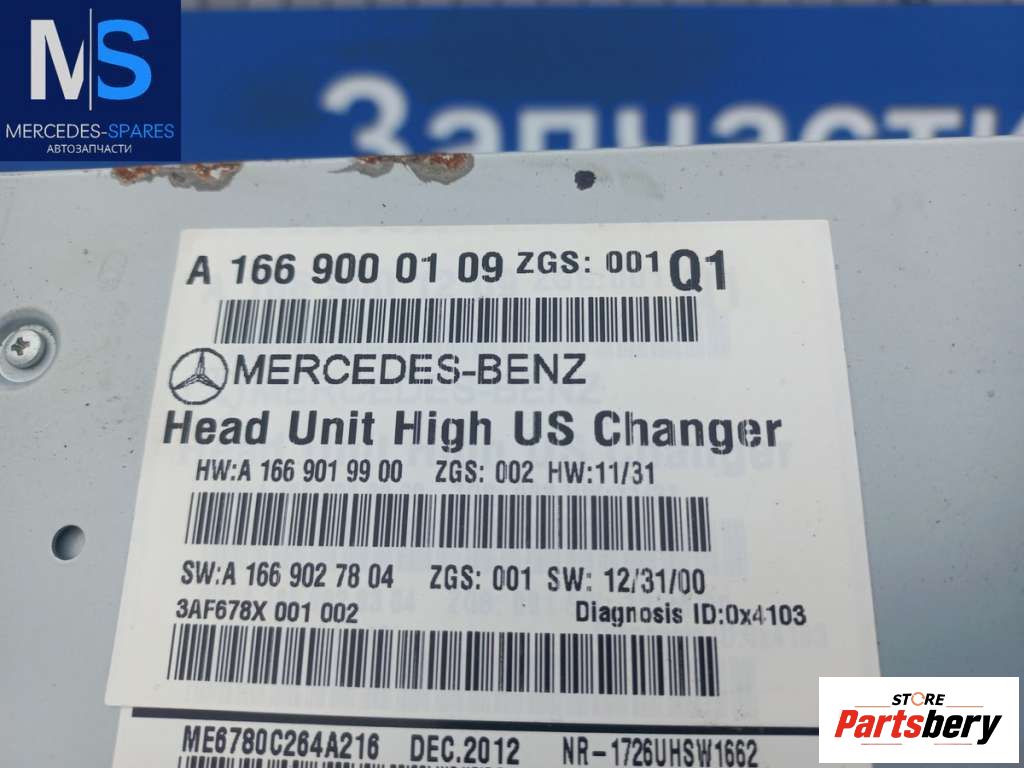 MS
MERCEDES-SPARES
АВТОЗАПЧАСТИ
Запчасти
A 166 900 01 09 ZGS: 001 Q1
MERCEDES-BENZ
Head Unit High US Changer
HW:A 166 901 99 00 ZGS: 002 HW:11/31
SW:A 166 902 78 04 ZGS: 001 SW: 12/31/00
3AF678X 001 002 Diagnosis ID:0x4103
ME6780C264A216 DEC.2012 NR-1726UHSW1662
STORE
Partsbery